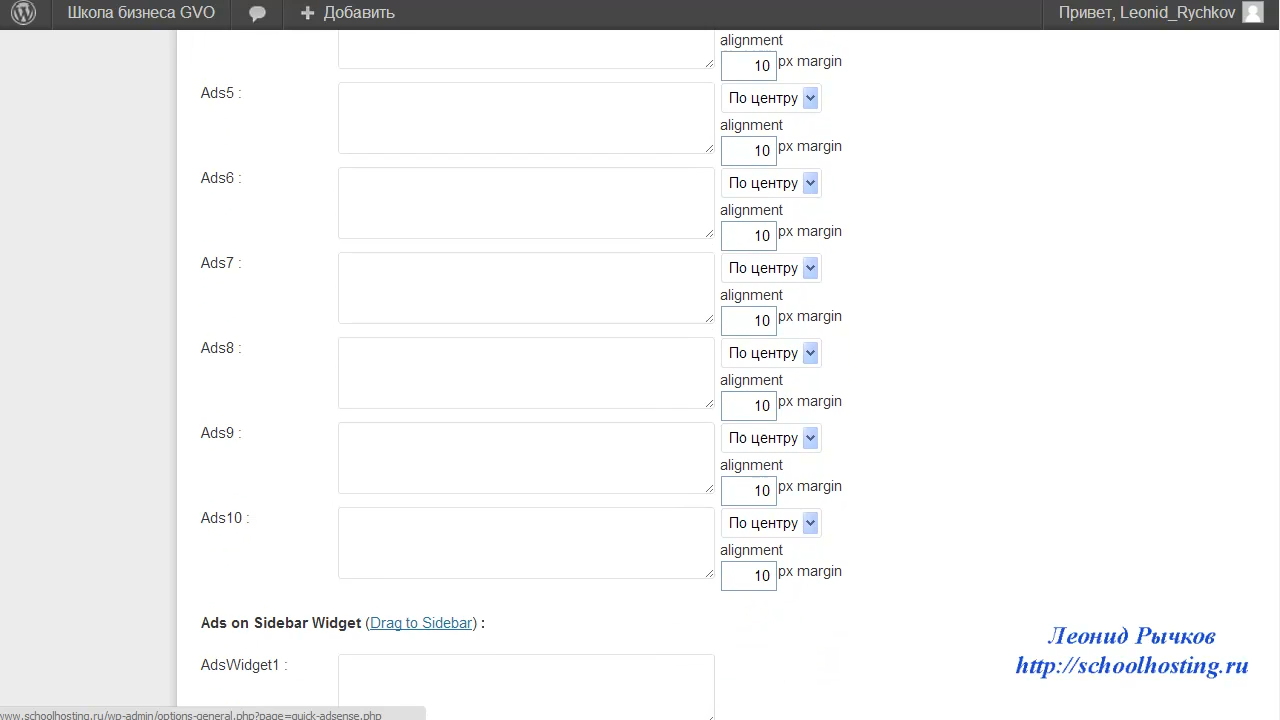 Школа бизнеса GVO Добавить Привет, Leonid_Rychkov
alignment
10 px margin
Ads5 : По центру
alignment
10 px margin
Ads6 : По центру
alignment
10 px margin
Ads7 : По центру
alignment
10 px margin
Ads8 : По центру
alignment
10 px margin
Ads9 : По центру
alignment
10 px margin
Ads10 : По центру
alignment
10 px margin
Ads on Sidebar Widget (Drag to Sidebar) :
Леонид Рычков
http://schoolhosting.ru
AdsWidget1 :
www.schoolhosting.ru/wp-admin/options-general.php?page=quick-adsense.php